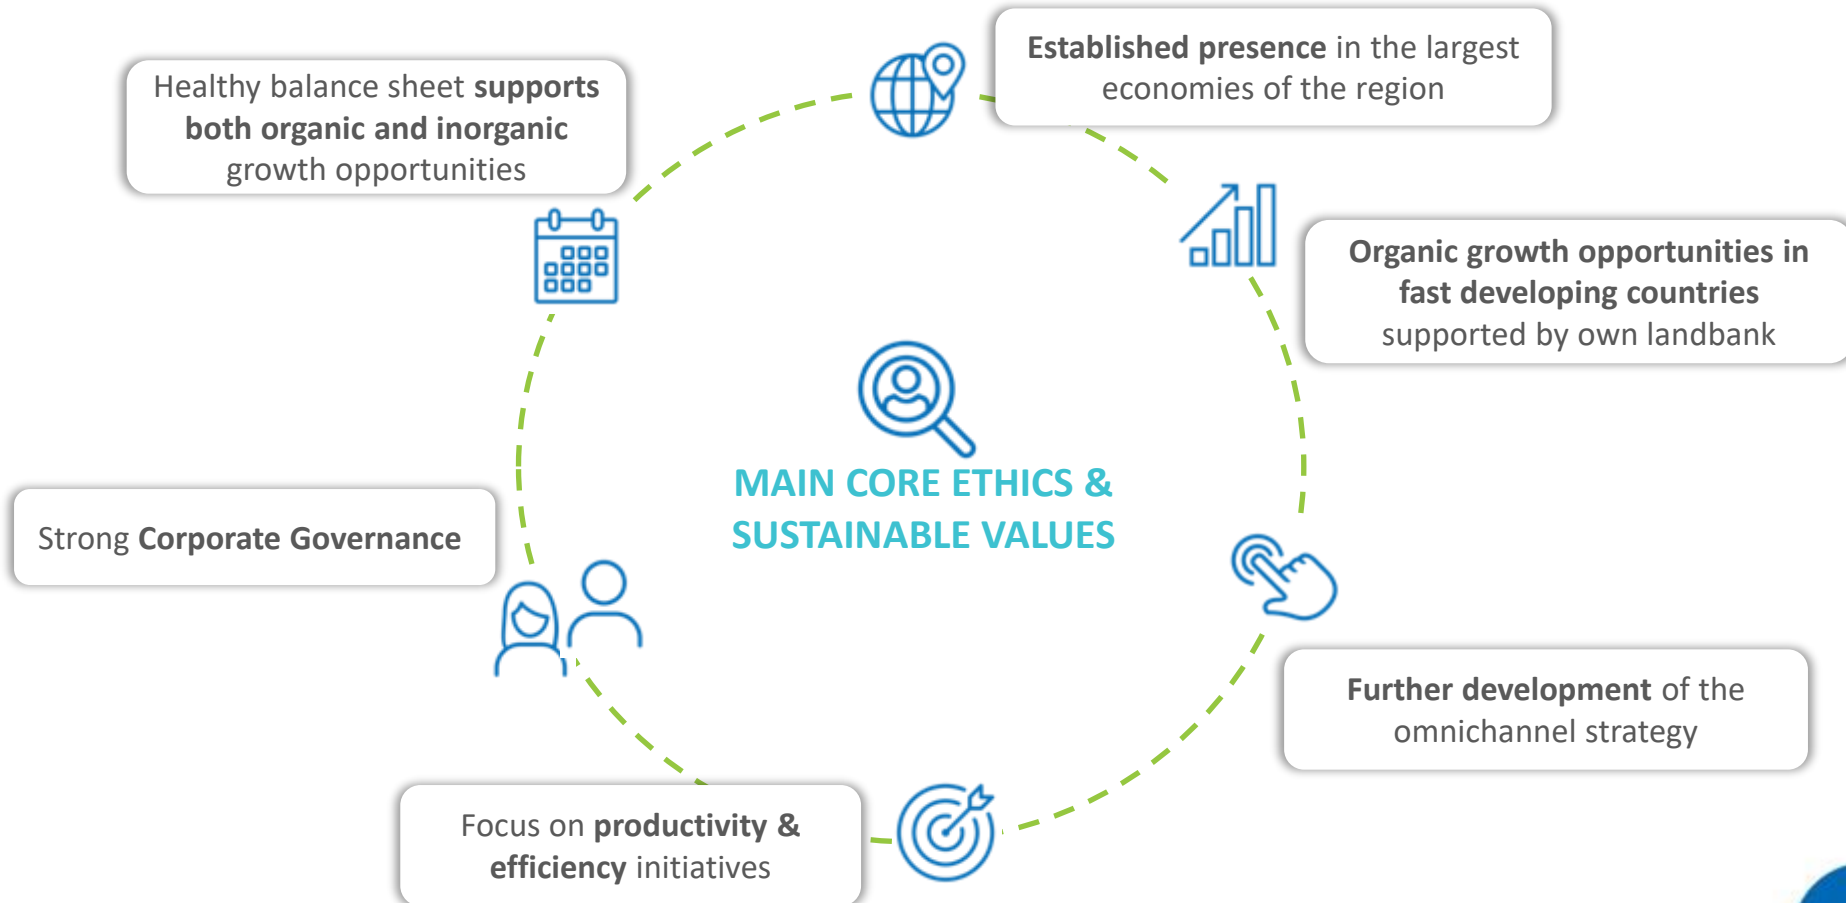 Established presence in the largest
economies of the region
Healthy balance sheet supports
both organic and inorganic
growth opportunities
Organic growth opportunities in
fast developing countries
supported by own landbank
MAIN CORE ETHICS &
SUSTAINABLE VALUES
Strong Corporate Governance
Further development of the
omnichannel strategy
Focus on productivity &
efficiency initiatives